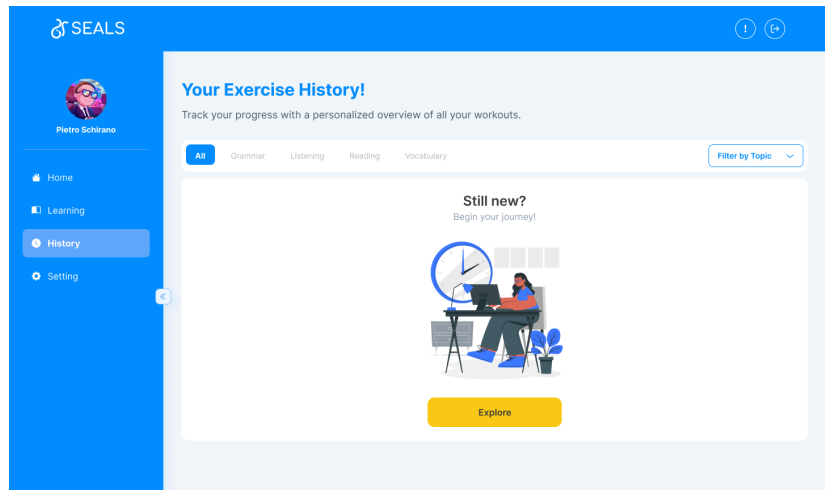 SEALS
!
Pietro Schirano
Home
Learning
History
Setting
Your Exercise History!
Track your progress with a personalized overview of all your workouts.
All Grammar Listening Reading Vocabulary Filter by Topic
Still new?
Begin your journey!
Explore